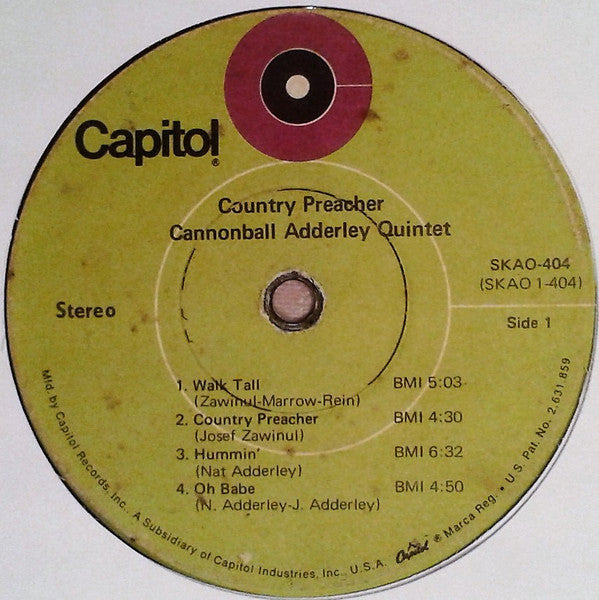 Capitol®
Country Preacher
Cannonball Adderley Quintet
SKAO-404
(SKAO 1-404)
Stereo
Side 1
1. Walk Tall BMI 5:03
(Zawinul-Marrow-Rein)
2. Country Preacher BMI 4:30
(Josef Zawinul)
3. Hummin' BMI 6:32
(Nat Adderley)
4. Oh Babe BMI 4:50
(N. Adderley-J. Adderley)
Mfd. by Capitol Records, Inc., A Subsidiary of Capitol Industries, Inc., U.S.A. Capitol ® Marca Reg. • U.S. Pat. No. 2,631,859